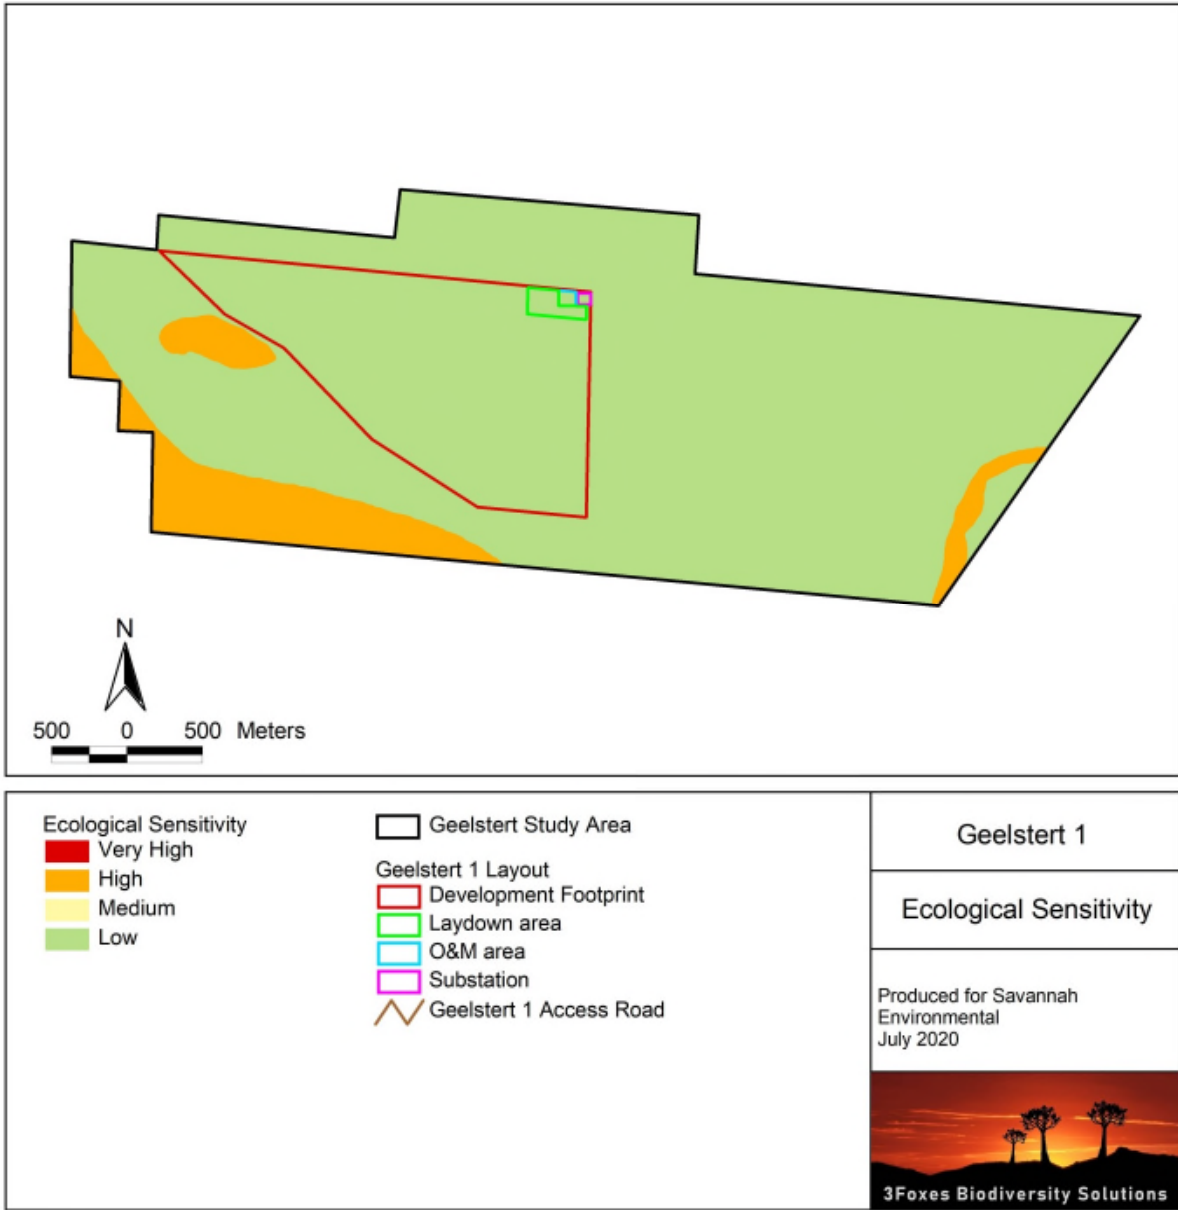 N
500 0 500 Meters
Ecological Sensitivity
Very High
High
Medium
Low
Geelstert Study Area
Geelstert 1 Layout
Development Footprint
Laydown area
O&M area
Substation
Geelstert 1 Access Road
Geelstert 1
Ecological Sensitivity
Produced for Savannah
Environmental
July 2020
3Foxes Biodiversity Solutions